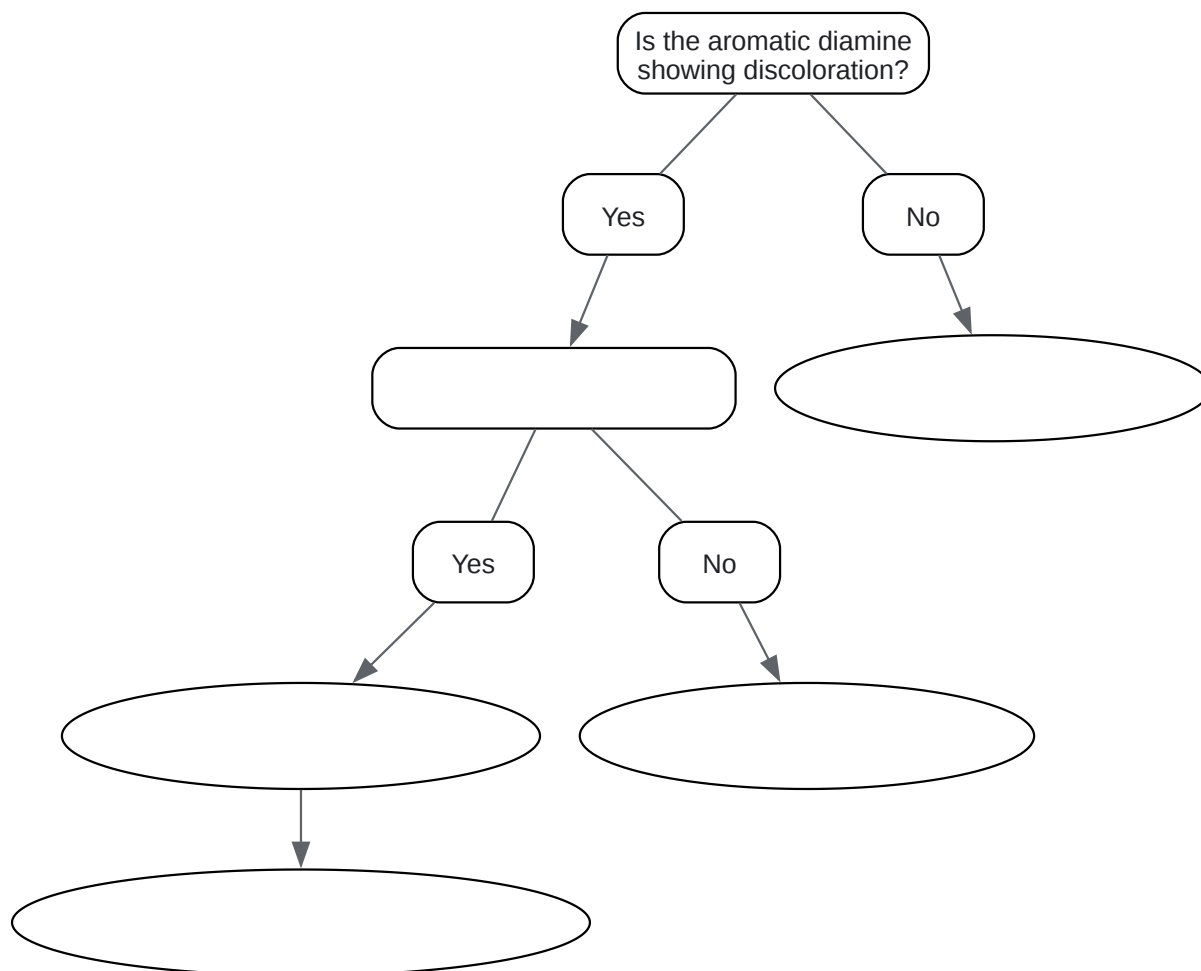 Is the aromatic diamine
showing discoloration?
Yes
No
Yes
No